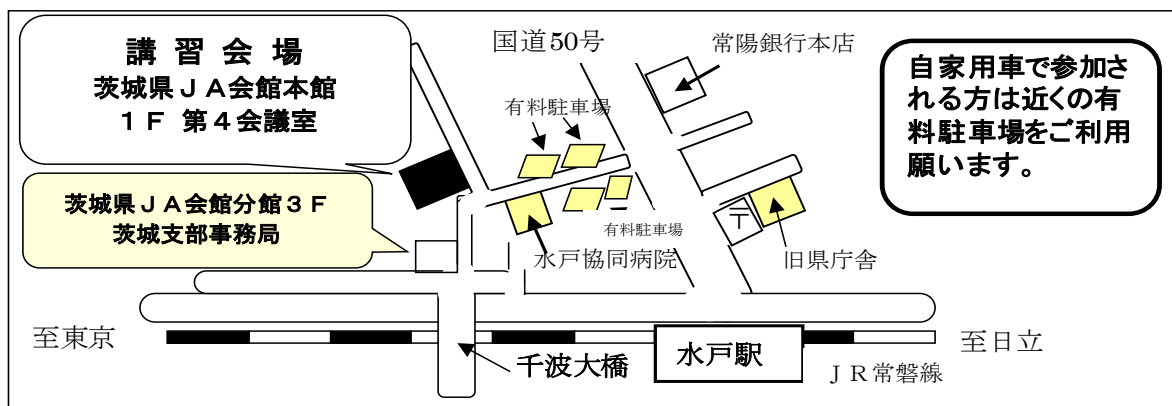 講 習 会 場
茨城県ＪＡ会館本館
１Ｆ 第４会議室
国道50号
常陽銀行本店
自家用車で参加さ
れる方は近くの有
料駐車場をご利用
願います。
有料駐車場
茨城県ＪＡ会館分館３Ｆ
茨城支部事務局
〒
有料駐車場
水戸協同病院
旧県庁舎
至東京
千波大橋
水戸駅
至日立
ＪＲ常磐線